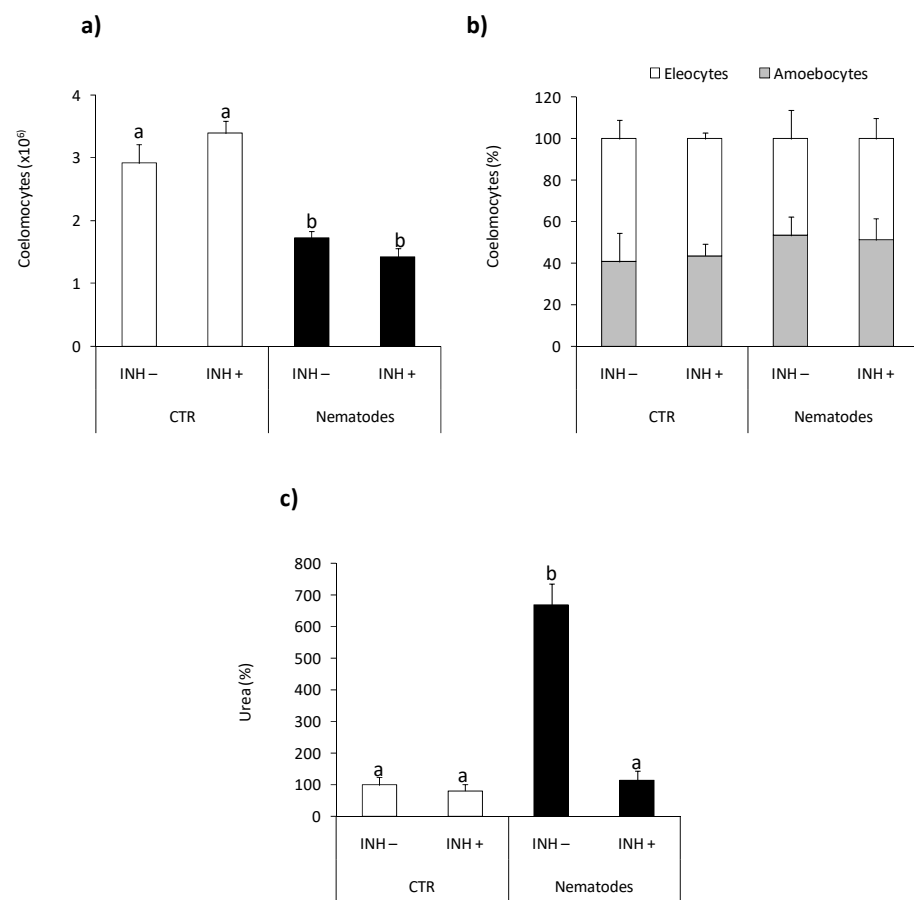 a)
Coelomocytes (x10⁶⁾)
4
3
2
1
0
a
a
b
b
INH – INH + INH – INH +
CTR Nematodes
b)
Eleocytes Amoebocytes
Coelomocytes (%)
120
100
80
60
40
20
0
INH – INH + INH – INH +
CTR Nematodes
c)
Urea (%)
800
700
600
500
400
300
200
100
0
a
a
b
a
INH – INH + INH – INH +
CTR Nematodes